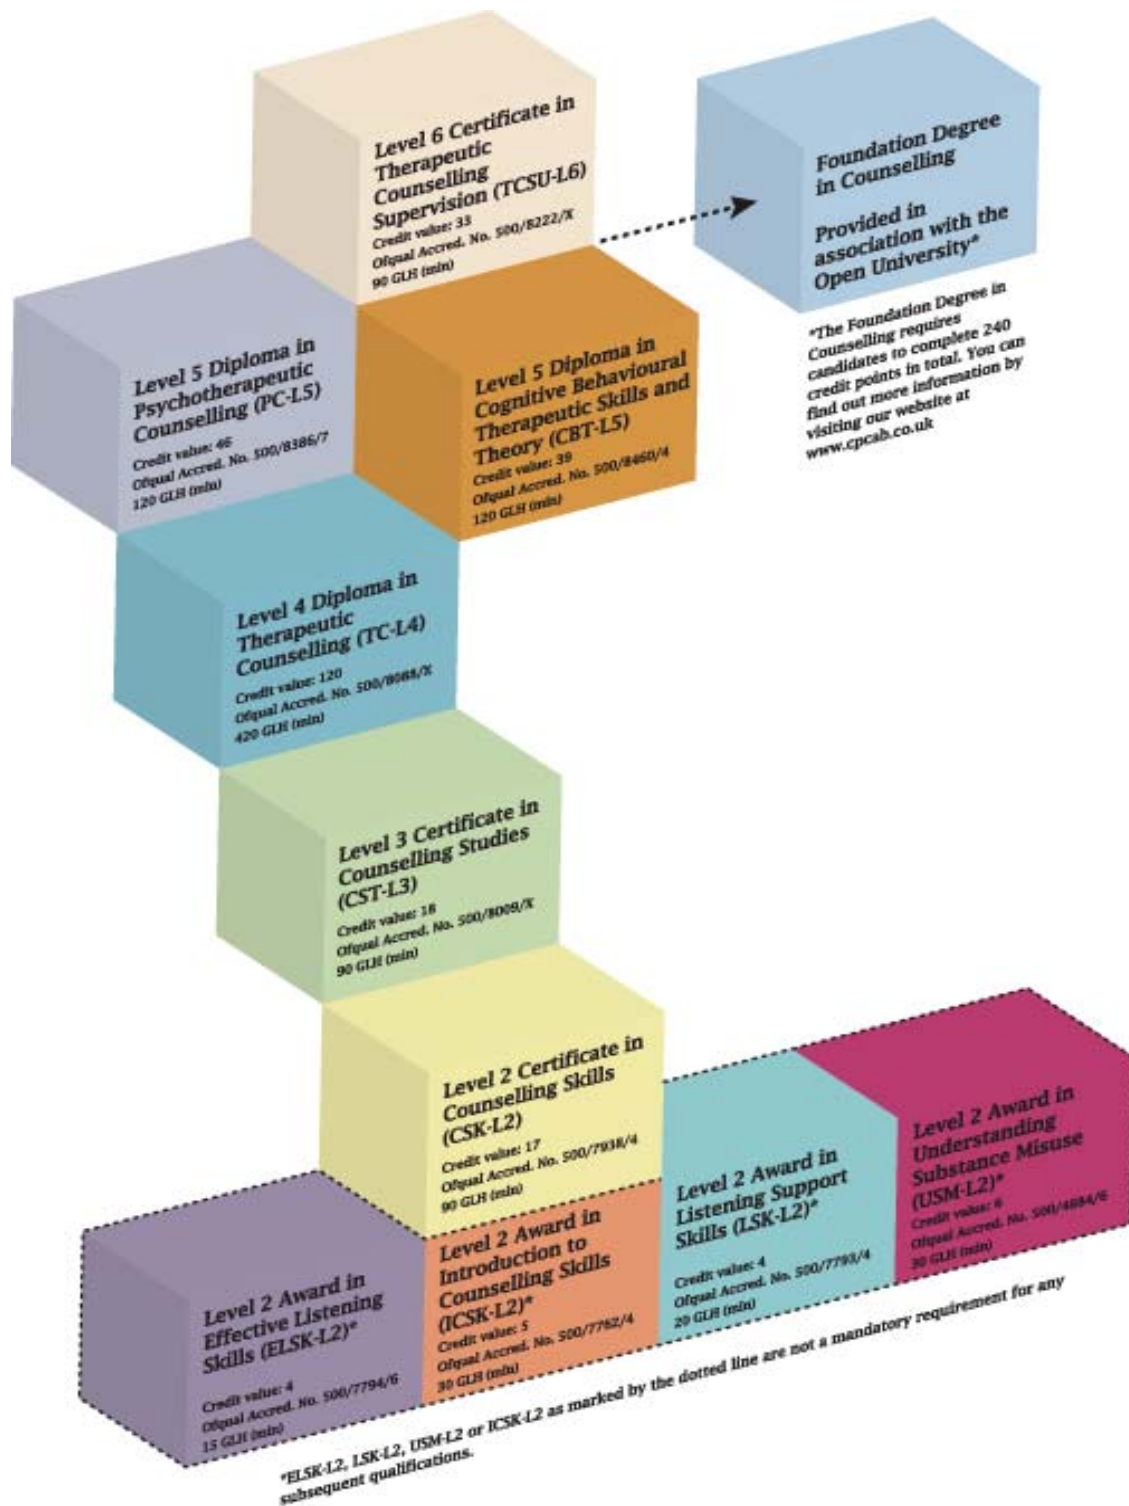 Level 6 Certificate in
Therapeutic
Counselling
Supervision (TCSU-L6)
Credit value: 33
Ofqual Accred. No. 500/8222/X
90 GLH (min)
Foundation Degree
in Counselling
Provided in
association with the
Open University*
*The Foundation Degree in
Counselling requires
candidates to complete 240
credit points in total. You can
find out more information by
visiting our website at
www.cpcab.co.uk
Level 5 Diploma in
Psychotherapeutic
Counselling (PC-L5)
Credit value: 46
Ofqual Accred. No. 500/8386/7
120 GLH (min)
Level 5 Diploma in
Cognitive Behavioural
Therapeutic Skills and
Theory (CBT-L5)
Credit value: 39
Ofqual Accred. No. 500/8460/4
120 GLH (min)
Level 4 Diploma in
Therapeutic
Counselling (TC-L4)
Credit value: 120
Ofqual Accred. No. 500/8088/X
420 GLH (min)
Level 3 Certificate in
Counselling Studies
(CST-L3)
Credit value: 18
Ofqual Accred. No. 500/8009/X
90 GLH (min)
Level 2 Certificate in
Counselling Skills
(CSK-L2)
Credit value: 17
Ofqual Accred. No. 500/7938/4
90 GLH (min)
Level 2 Award in
Effective Listening
Skills (ELSK-L2)*
Credit value: 4
Ofqual Accred. No. 500/7794/6
15 GLH (min)
Level 2 Award in
Introduction to
Counselling Skills
(ICSK-L2)*
Credit value: 5
Ofqual Accred. No. 500/7762/4
30 GLH (min)
Level 2 Award in
Listening Support
Skills (LSK-L2)*
Credit value: 4
Ofqual Accred. No. 500/7793/4
20 GLH (min)
Level 2 Award in
Understanding
Substance Misuse
(USM-L2)*
Credit value: 6
Ofqual Accred. No. 500/4884/6
30 GLH (min)
*ELSK-L2, LSK-L2, USM-L2 or ICSK-L2 as marked by the dotted line are not a mandatory requirement for any
subsequent qualifications.